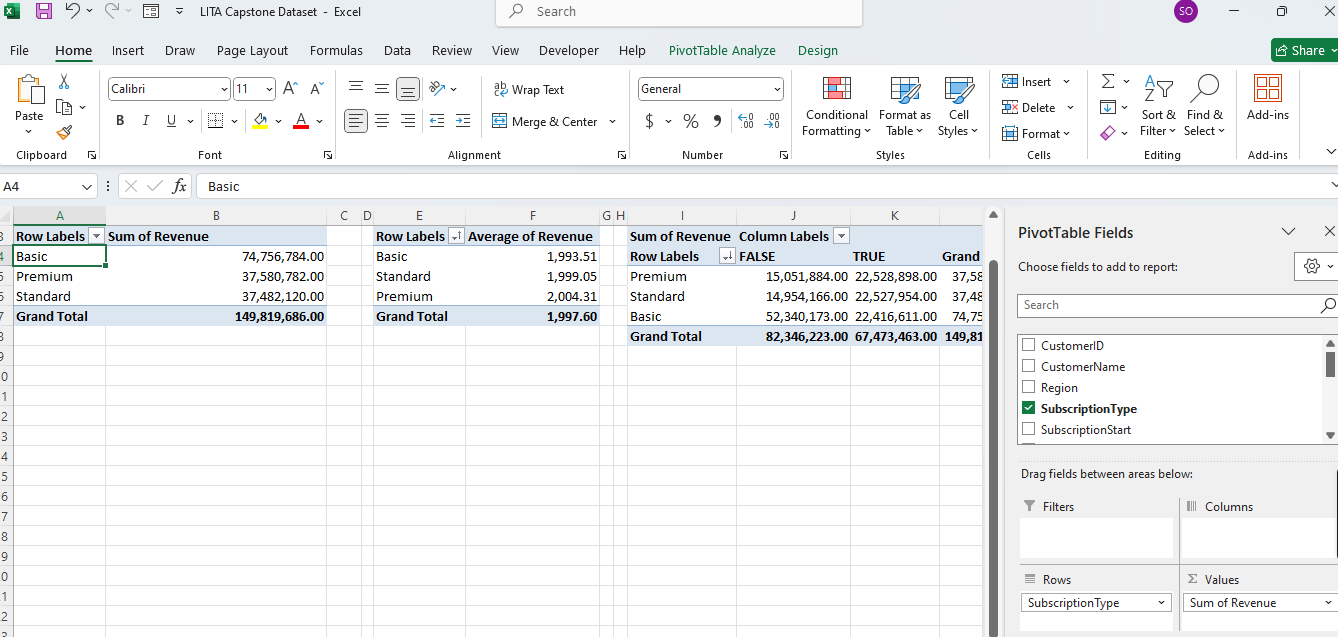 LITA Capstone Dataset - Excel
Search
SO
File Home Insert Draw Page Layout Formulas Data Review View Developer Help PivotTable Analyze Design Share
Paste
Clipboard
Calibri 11
B I U
Font
Wrap Text
Merge & Center
Alignment
General
$ % 9
Number
Conditional Formatting
Format as Table
Cell Styles
Styles
Insert
Delete
Format
Cells
Sort & Filter
Find & Select
Editing
Add-ins
Add-ins
A4 fx Basic
A B C D E F G H I J K
Row Labels Sum of Revenue Row Labels Average of Revenue Sum of Revenue Column Labels
Basic 74,756,784.00 Basic 1,993.51 Row Labels FALSE TRUE Grand
Premium 37,580,782.00 Standard 1,999.05 Premium 15,051,884.00 22,528,898.00 37,58
Standard 37,482,120.00 Premium 2,004.31 Standard 14,954,166.00 22,527,954.00 37,48
Grand Total 149,819,686.00 Grand Total 1,997.60 Basic 52,340,173.00 22,416,611.00 74,75
Grand Total 82,346,223.00 67,473,463.00 149,81
PivotTable Fields
Choose fields to add to report:
Search
CustomerID
CustomerName
Region
SubscriptionType
SubscriptionStart
Drag fields between areas below:
Filters
Columns
Rows
Σ Values
SubscriptionType
Sum of Revenue